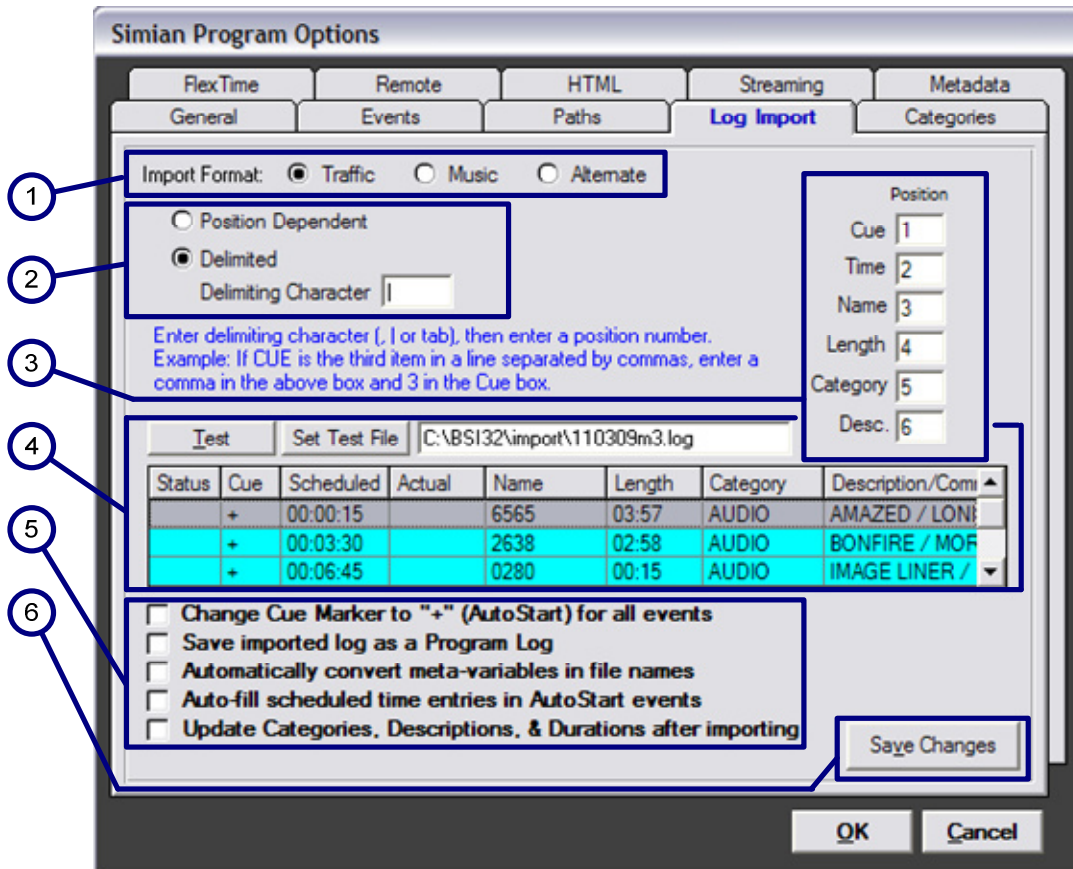 Simian Program Options
FlexTime Remote HTML Streaming Metadata
General Events Paths Log Import Categories
1
Import Format: Traffic Music Alternate
2
Position Dependent
Delimited
Delimiting Character |
Position
Cue 1
Time 2
Name 3
Length 4
Category 5
Desc. 6
3
Enter delimiting character (, | or tab), then enter a position number.
Example: If CUE is the third item in a line separated by commas, enter a
comma in the above box and 3 in the Cue box.
4
Test Set Test File C:\BSI32\import\110309m3.log
Status Cue Scheduled Actual Name Length Category Description/Com
+ 00:00:15 6565 03:57 AUDIO AMAZED / LON
+ 00:03:30 2638 02:58 AUDIO BONFIRE / MOR
+ 00:06:45 0280 00:15 AUDIO IMAGE LINER /
5
Change Cue Marker to "+" (AutoStart) for all events
Save imported log as a Program Log
Automatically convert meta-variables in file names
Auto-fill scheduled time entries in AutoStart events
Update Categories, Descriptions, & Durations after importing
6
Save Changes
OK Cancel